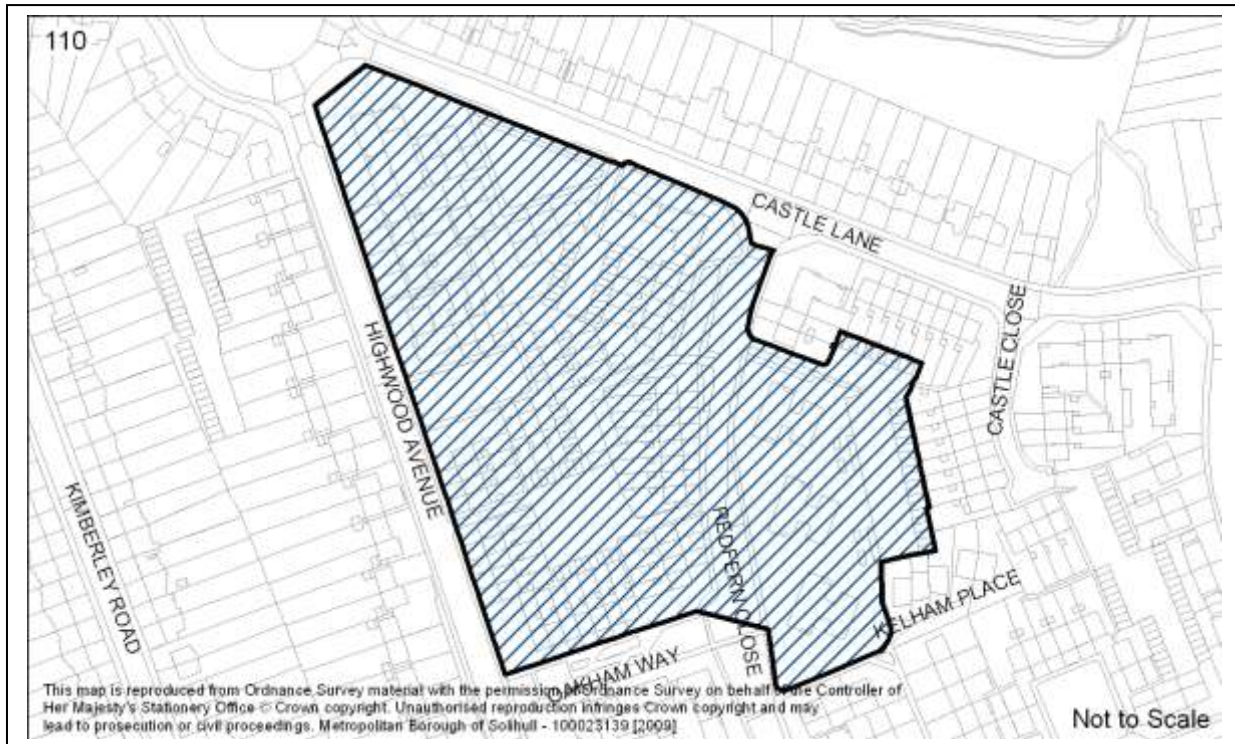 110
CASTLE LANE
CASTLE CLOSE
HIGHWOOD AVENUE
KIMBERLEY ROAD
REDFERN CLOSE
KELHAM PLACE
OAKHAM WAY
This map is reproduced from Ordnance Survey material with the permission of Ordnance Survey on behalf of the Controller of
Her Majesty's Stationery Office © Crown copyright. Unauthorised reproduction infringes Crown copyright and may
lead to prosecution or civil proceedings. Metropolitan Borough of Solihull - 100023139 [2009]
Not to Scale